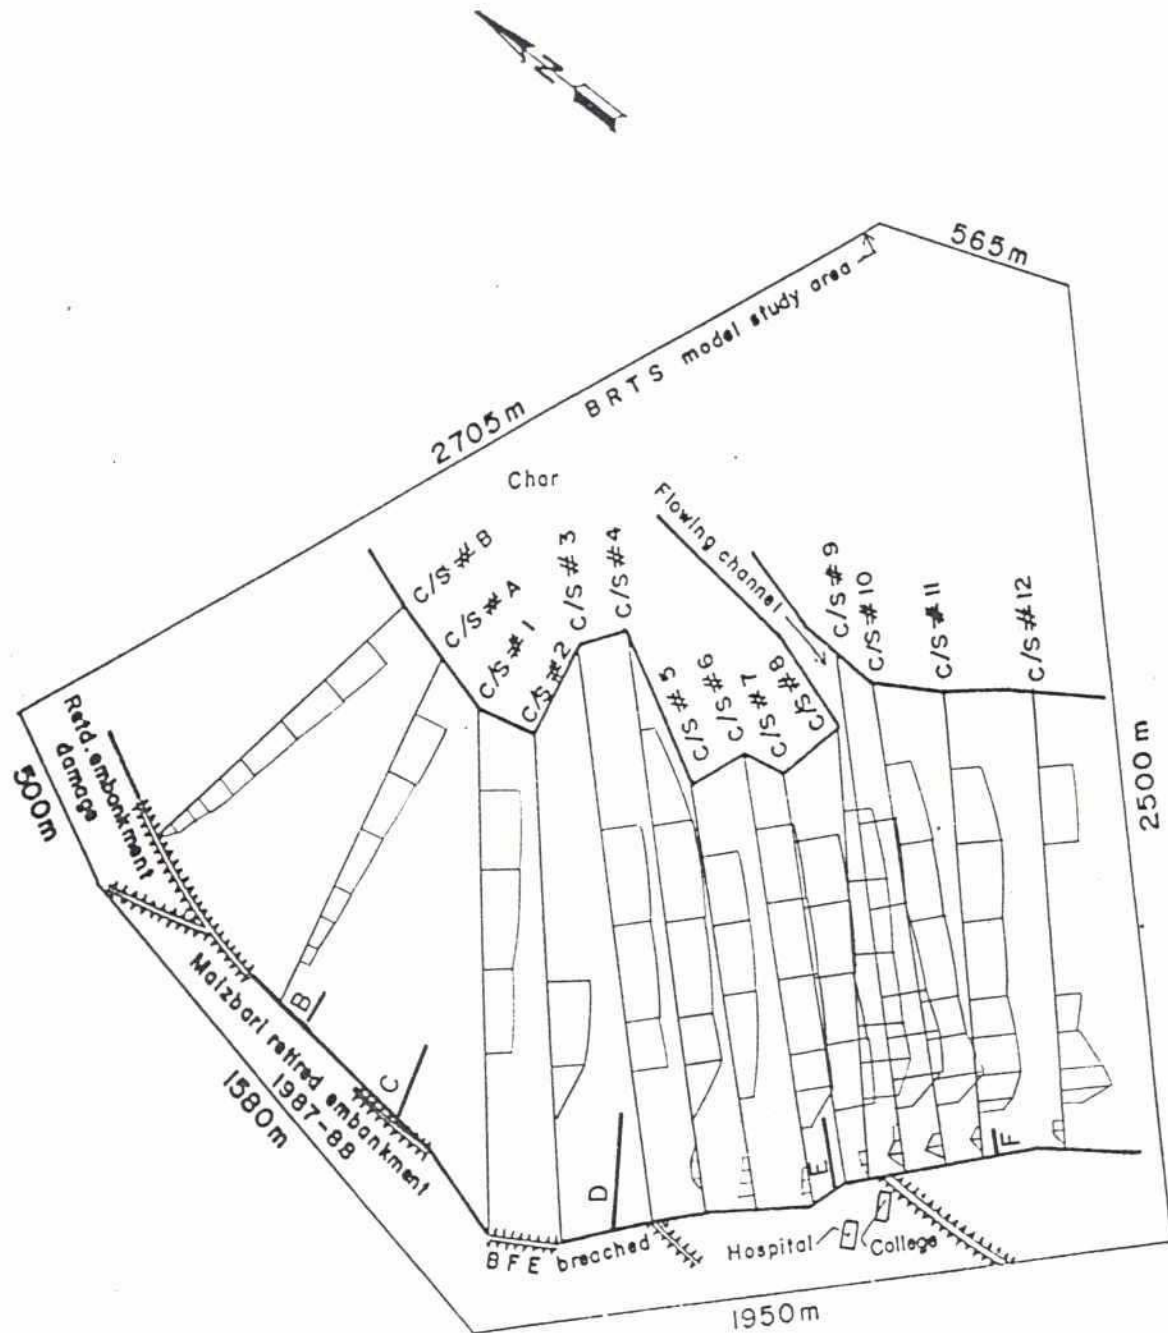 N
565m
BRTS model study area
2705m
Char
Flowing channel
C/S # B
C/S # A
C/S # 1
C/S # 2
C/S # 3
C/S # 4
C/S # 5
C/S # 6
C/S # 7
C/S # 8
C/S # 9
C/S # 10
C/S # 11
C/S # 12
Retd. embankment
damage
500m
2500m
B
C
Maizbari retired embankment
1987-88
1580m
D
E
F
BFE breached
Hospital
College
1950m